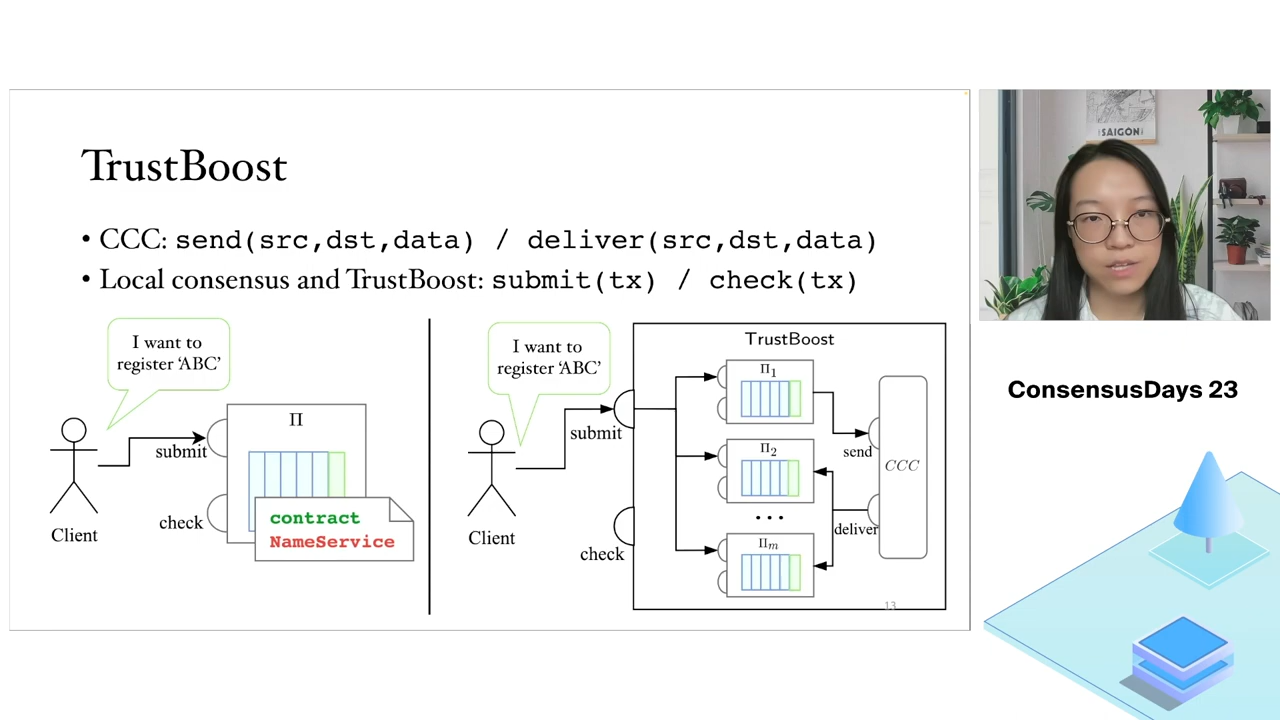 TrustBoost
• CCC: send(src,dst,data) / deliver(src,dst,data)
• Local consensus and TrustBoost: submit(tx) / check(tx)
I want to
register ‘ABC’
Π
submit
check
contract
NameService
Client
I want to
register ‘ABC’
submit
check
Client
TrustBoost
Π1
Π2
...
Πm
send
CCC
deliver
13
SAIGON
ConsensusDays 23